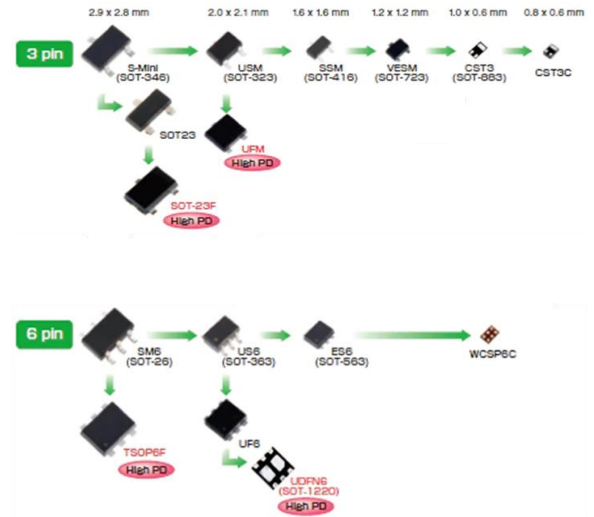 2.9 x 2.8 mm
2.0 x 2.1 mm
1.6 x 1.6 mm
1.2 x 1.2 mm
1.0 x 0.6 mm
0.8 x 0.6 mm
3 pin
S-Mini
(SOT-346)
USM
(SOT-323)
SSM
(SOT-416)
VESM
(SOT-723)
CST3
(SOT-883)
CST3C
SOT23
UFM
High PD
SOT-23F
High PD
6 pin
SM6
(SOT-26)
US6
(SOT-363)
ES6
(SOT-563)
WCSP6C
TSOP6F
High PD
UF6
UDFN6
(SOT-1220)
High PD